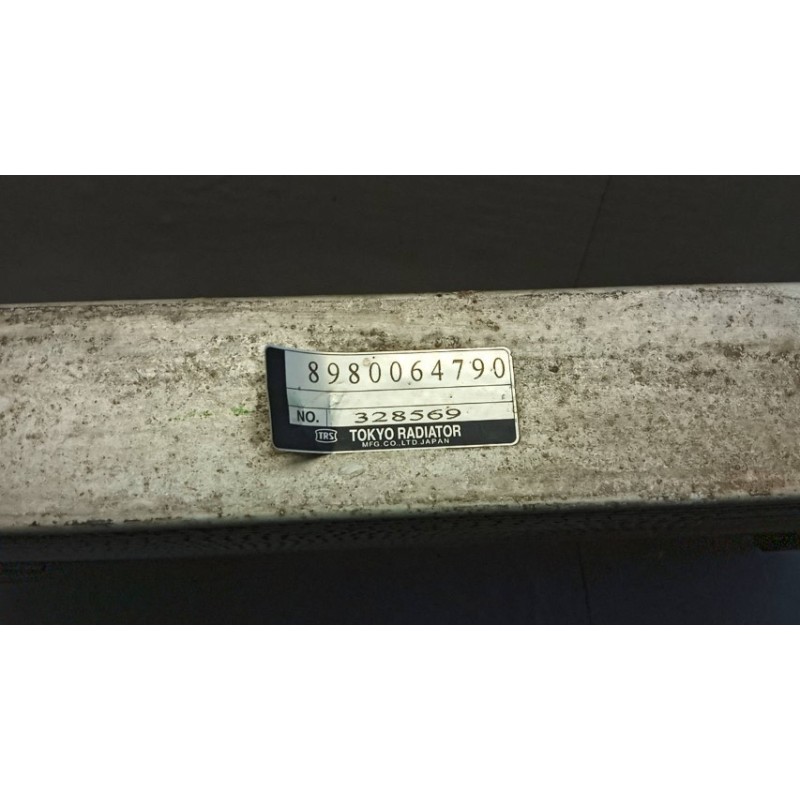 8980064790
NO. 328569
TRS TOKYO RADIATOR
MFG.CO.,LTD.JAPAN